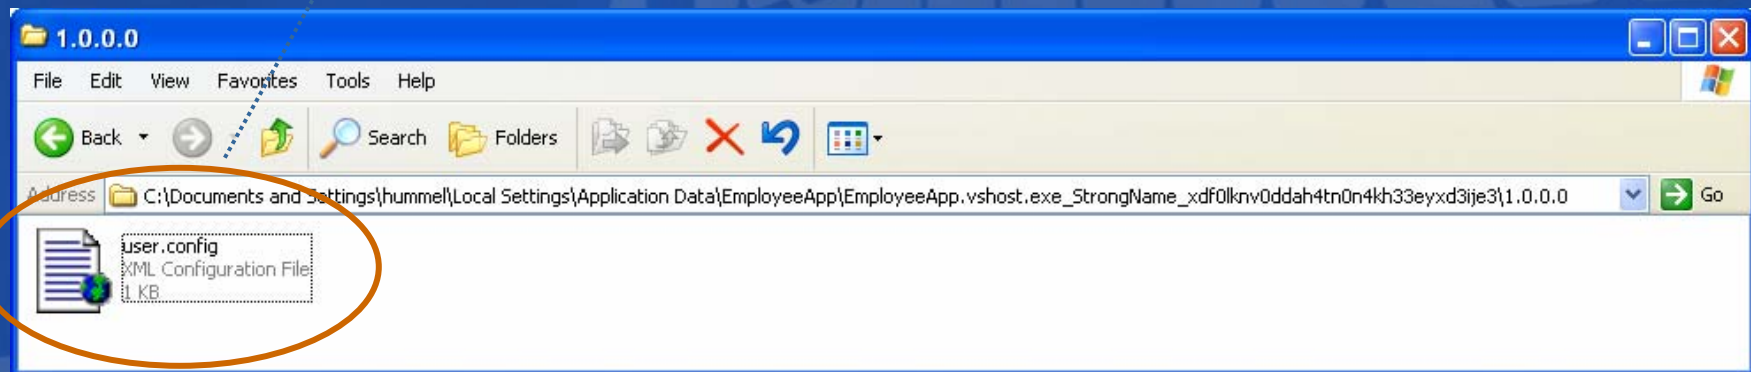 1.0.0.0
File Edit View Favorites Tools Help
Back Search Folders
Address C:\Documents and Settings\hummel\Local Settings\Application Data\EmployeeApp\EmployeeApp.vshost.exe_StrongName_xdf0lknv0ddah4tn0n4kh33eyxd3ije3\1.0.0.0 Go
user.config
XML Configuration File
1 KB